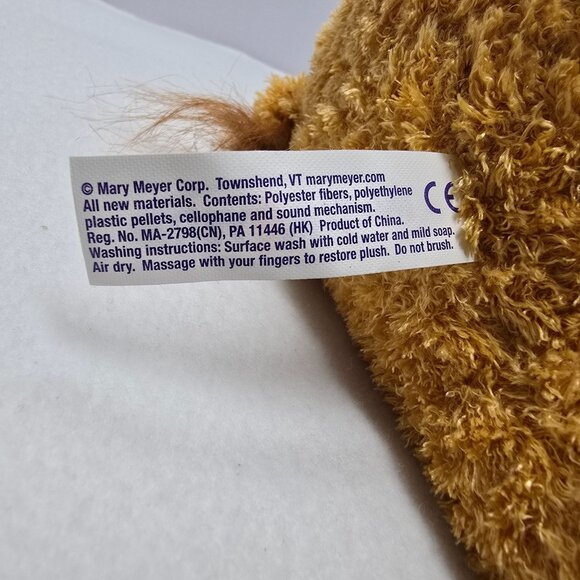 © Mary Meyer Corp. Townshend, VT marymeyer.com
All new materials. Contents: Polyester fibers, polyethylene
plastic pellets, cellophane and sound mechanism.
Reg. No. MA-2798(CN), PA 11446 (HK) Product of China.
Washing instructions: Surface wash with cold water and mild soap.
Air dry. Massage with your fingers to restore plush. Do not brush.
CE